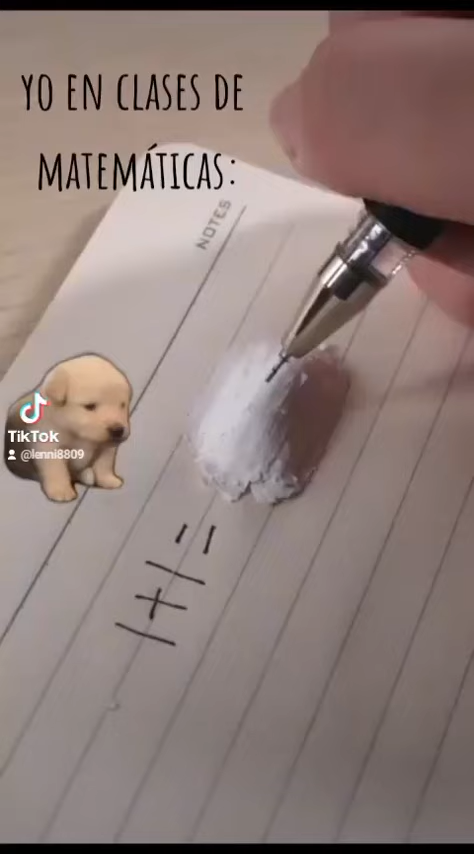 YO EN CLASES DE
MATEMÁTICAS:
NOTES
TikTok
@lenni8809
1+1=